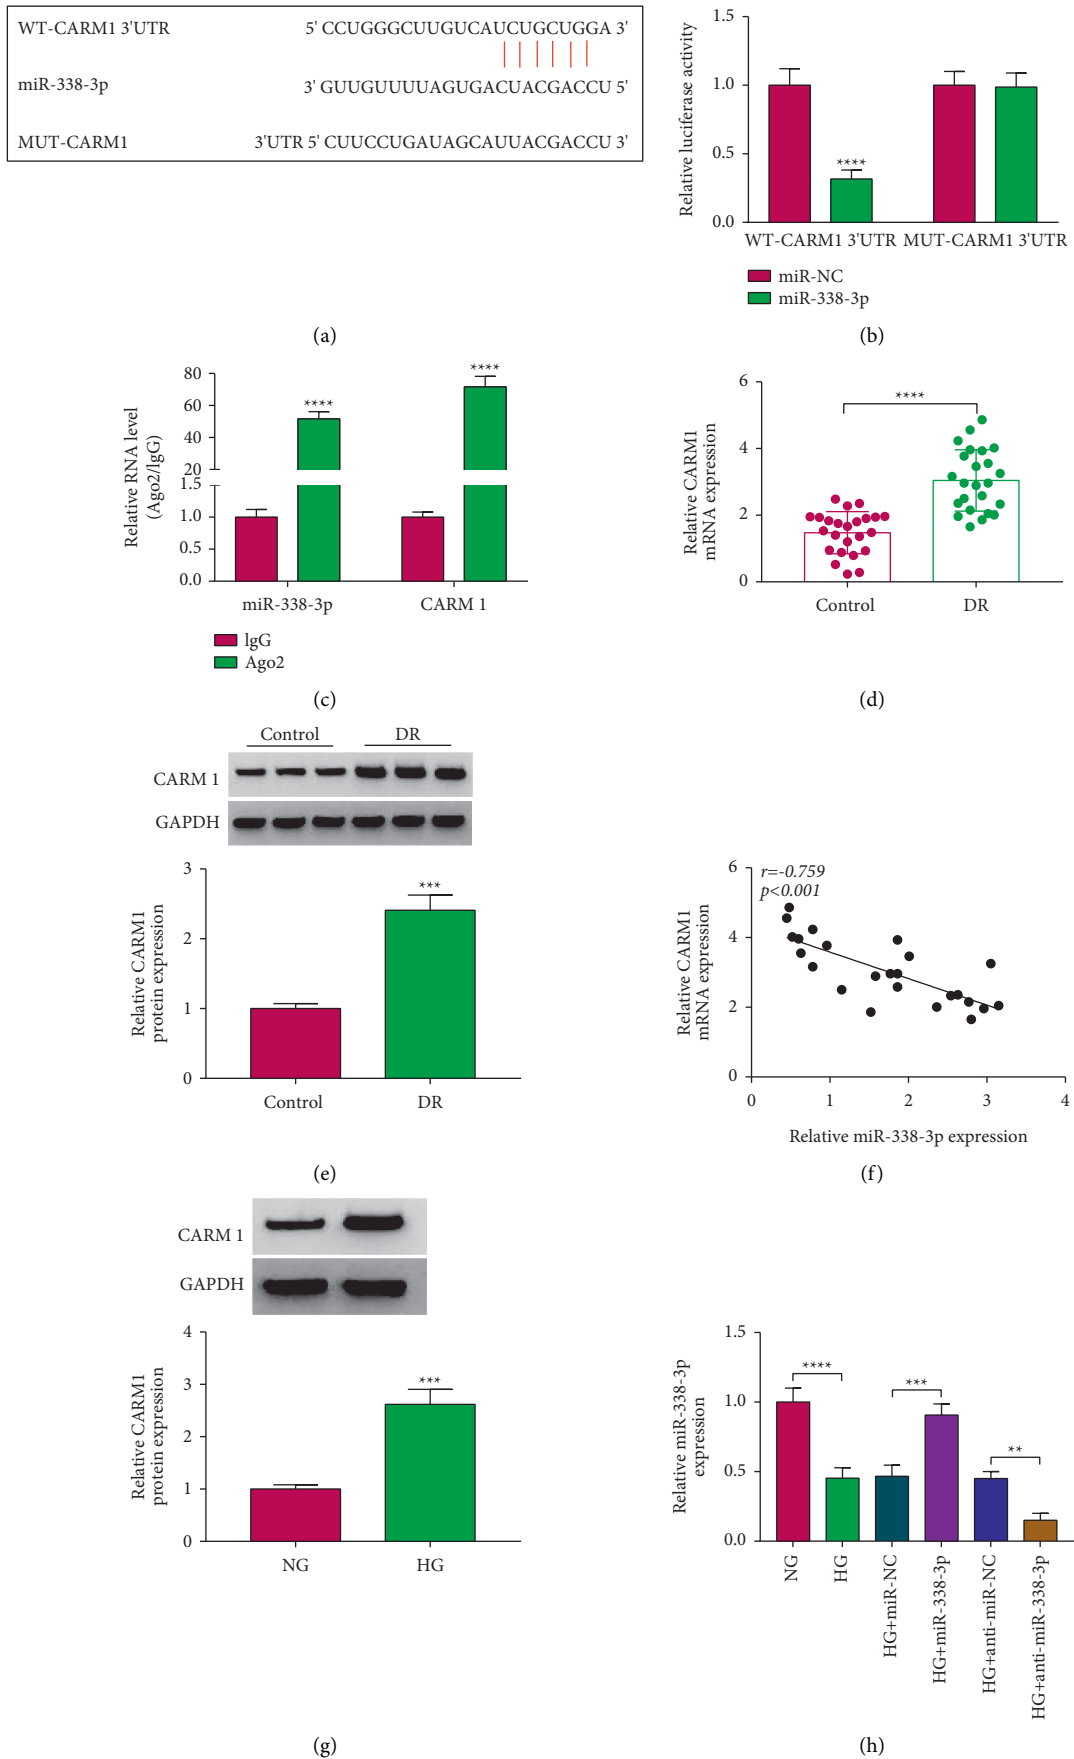 WT-CARM1 3'UTR 5' CCUGGGCUUGUCAUCUGCUGGA 3'
miR-338-3p 3' GUUGUUUUAGUGACUACGACCU 5'
MUT-CARM1 3'UTR 5' CUUCCUGAUAGCAUUACGACCU 3'
(a)
Relative luciferase activity
1.5
1.0
0.5
0.0
****
WT-CARM1 3'UTR MUT-CARM1 3'UTR
miR-NC
miR-338-3p
(b)
Relative RNA level
(Ago2/lgG)
80
60
40
20
1.5
1.0
0.5
0.0
****
****
miR-338-3p CARM 1
lgG
Ago2
(c)
Relative CARM1
mRNA expression
6
4
2
0
****
Control DR
(d)
Control DR
CARM 1
GAPDH
Relative CARM1
protein expression
3
2
1
0
***
Control DR
(e)
Relative CARM1
mRNA expression
6
4
2
0
r=-0.759
p<0.001
0 1 2 3 4
Relative miR-338-3p expression
(f)
CARM 1
GAPDH
Relative CARM1
protein expression
4
3
2
1
0
***
NG HG
(g)
Relative miR-338-3p
expression
1.5
1.0
0.5
0.0
****
***
**
NG
HG
HG+miR-NC
HG+miR-338-3p
HG+anti-miR-NC
HG+anti-miR-338-3p
(h)